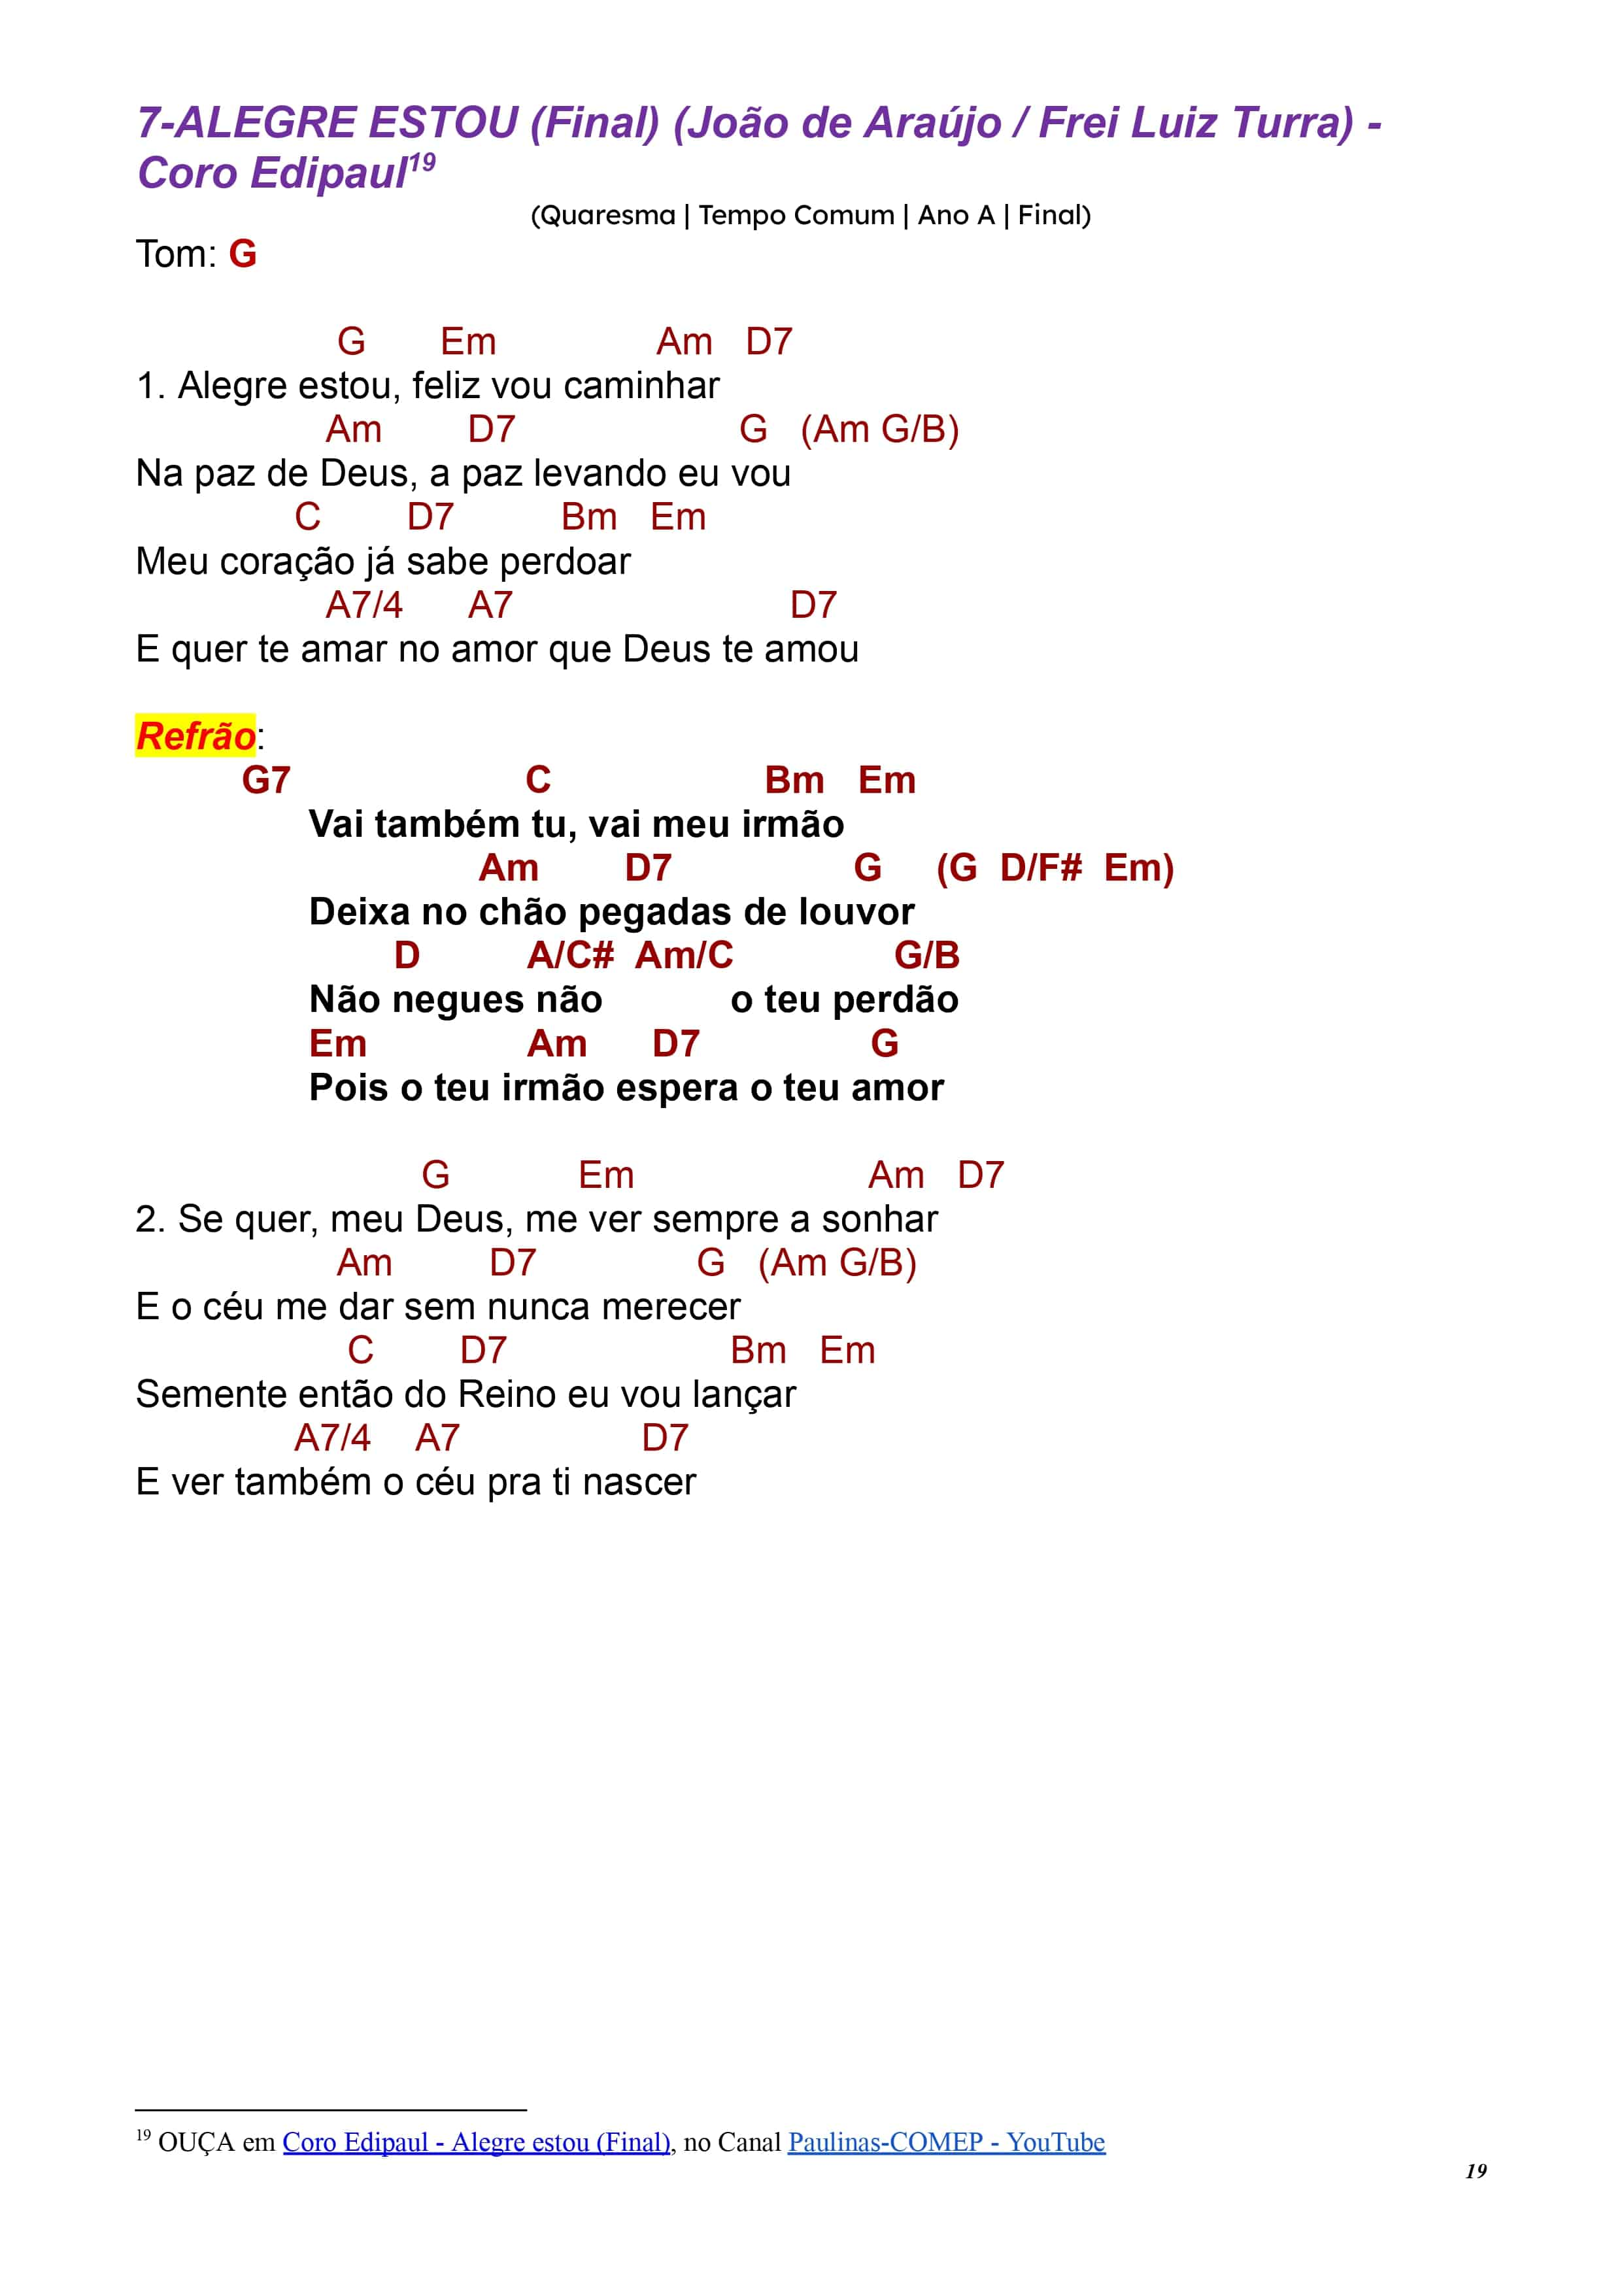 7-ALEGRE ESTOU (Final) (João de Araújo / Frei Luiz Turra) -
Coro Edipaul19
(Quaresma | Tempo Comum | Ano A | Final)
Tom: G
G Em Am D7
1. Alegre estou, feliz vou caminhar
Am D7 G (Am G/B)
Na paz de Deus, a paz levando eu vou
C D7 Bm Em
Meu coração já sabe perdoar
A7/4 A7 D7
E quer te amar no amor que Deus te amou
Refrão:
G7 C Bm Em
Vai também tu, vai meu irmão
Am D7 G (G D/F# Em)
Deixa no chão pegadas de louvor
D A/C# Am/C G/B
Não negues não o teu perdão
Em Am D7 G
Pois o teu irmão espera o teu amor
G Em Am D7
2. Se quer, meu Deus, me ver sempre a sonhar
Am D7 G (Am G/B)
E o céu me dar sem nunca merecer
C D7 Bm Em
Semente então do Reino eu vou lançar
A7/4 A7 D7
E ver também o céu pra ti nascer
19 OUÇA em Coro Edipaul - Alegre estou (Final), no Canal Paulinas-COMEP - YouTube
19